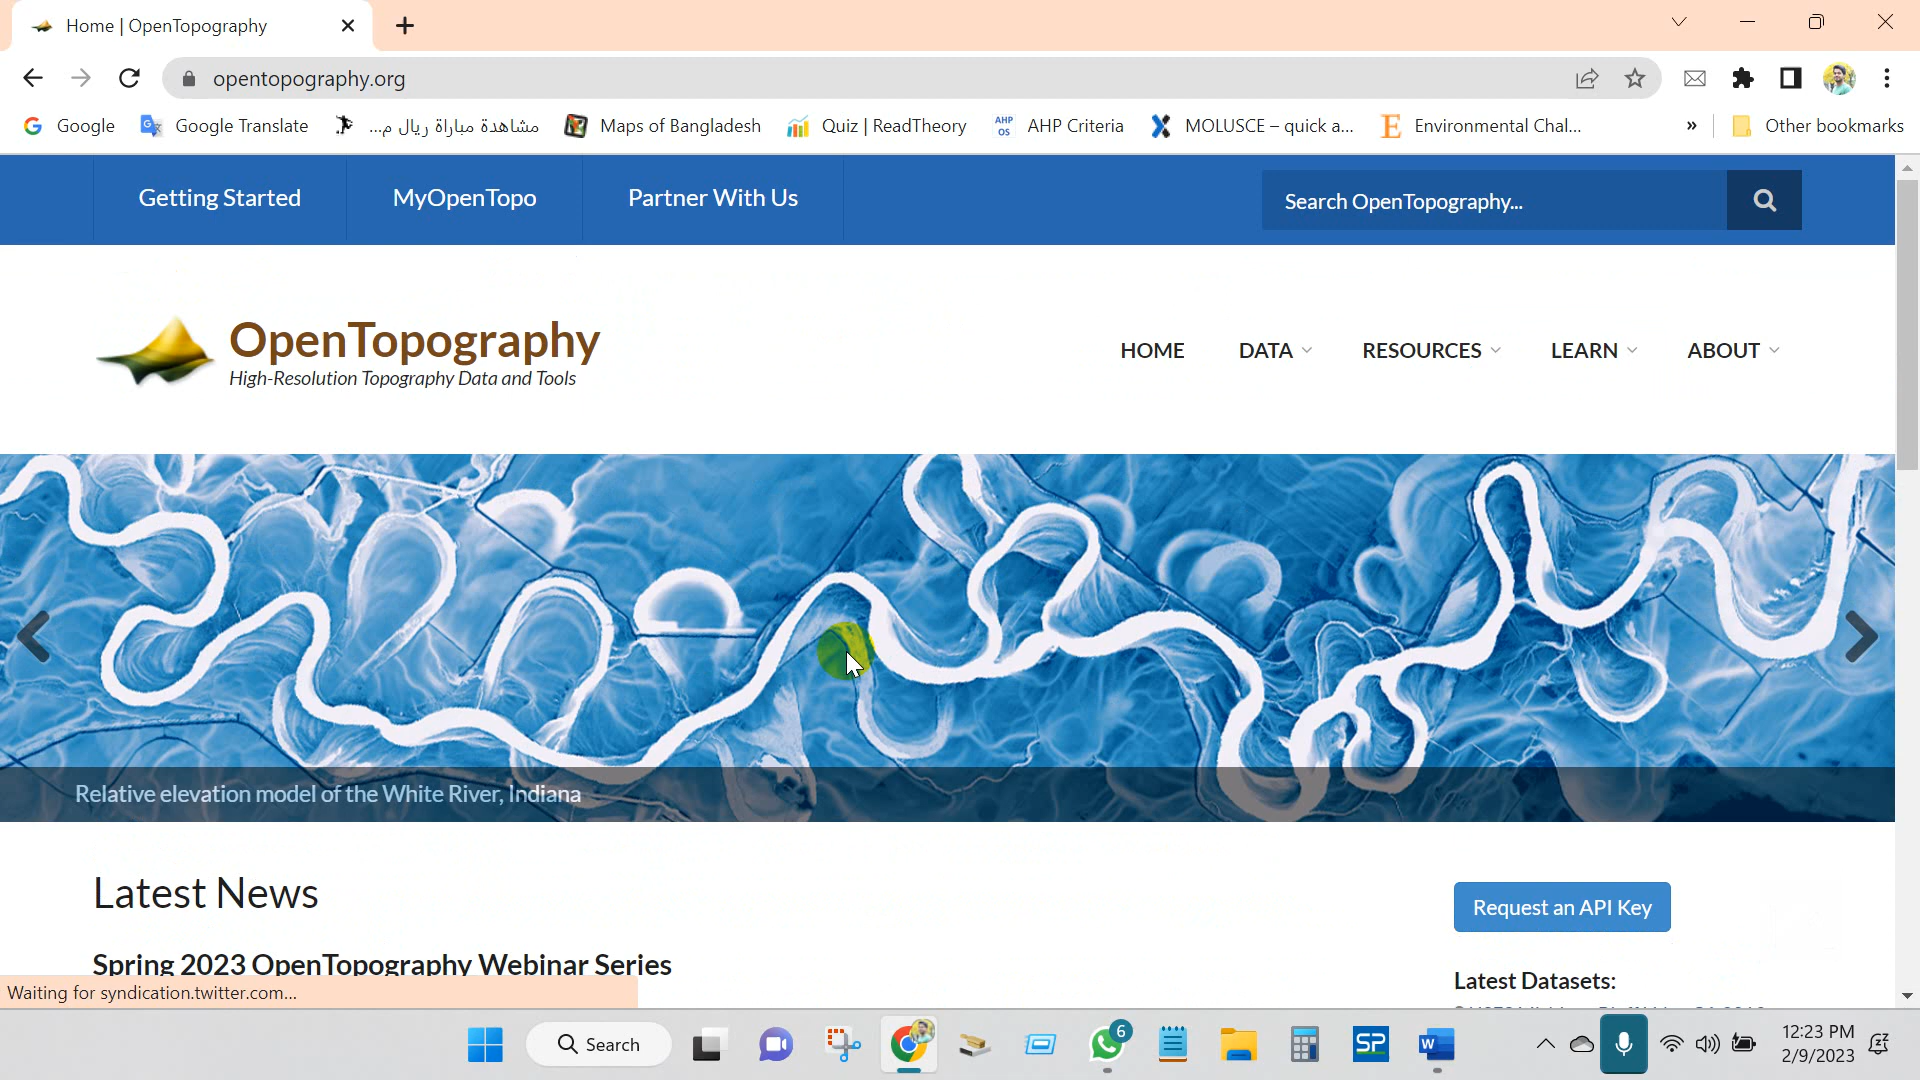 Home | OpenTopography
opentopography.org
Google
Google Translate
مشاهدة مباراة ريال م...
Maps of Bangladesh
Quiz | ReadTheory
AHP OS
AHP Criteria
MOLUSCE – quick a...
Environmental Chal...
»
Other bookmarks
Getting Started
MyOpenTopo
Partner With Us
Search OpenTopography...
OpenTopography
High-Resolution Topography Data and Tools
HOME
DATA
RESOURCES
LEARN
ABOUT
Relative elevation model of the White River, Indiana
Latest News
Request an API Key
Spring 2023 OpenTopography Webinar Series
Latest Datasets:
Waiting for syndication.twitter.com...
Search
6
SP
W
12:23 PM
2/9/2023